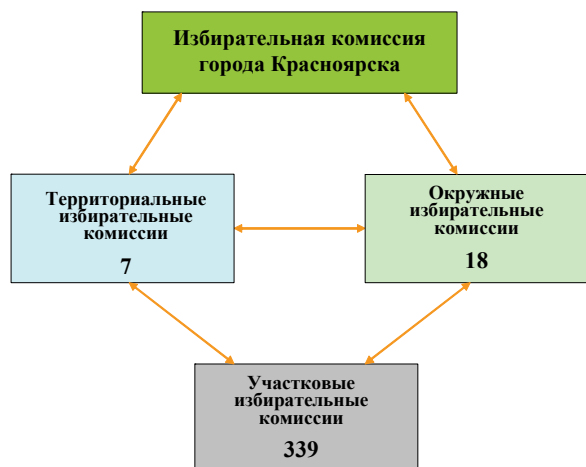 Избирательная комиссия
города Красноярска
Территориальные
избирательные
комиссии
7
Окружные
избирательные
комиссии
18
Участковые
избирательные
комиссии
339